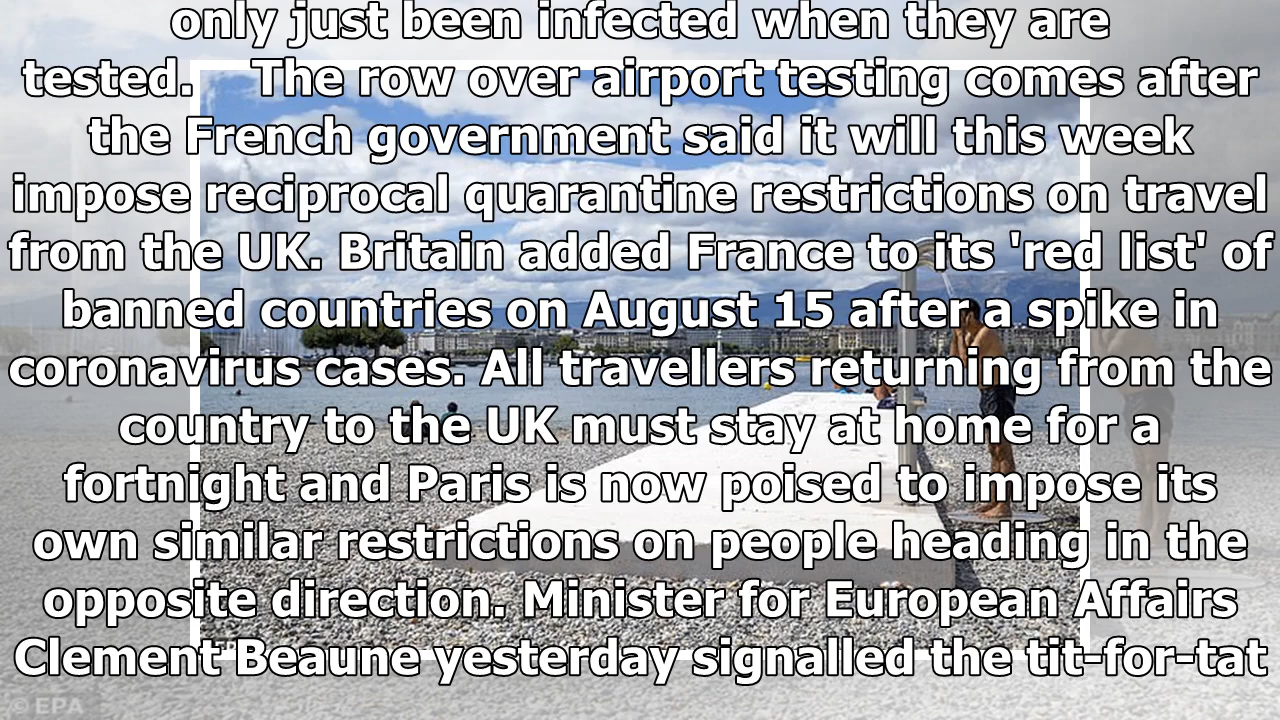 only just been infected when they are
tested.    The row over airport testing comes after
the French government said it will this week
impose reciprocal quarantine restrictions on travel
from the UK. Britain added France to its 'red list' of
banned countries on August 15 after a spike in
coronavirus cases. All travellers returning from the
country to the UK must stay at home for a
fortnight and Paris is now poised to impose its
own similar restrictions on people heading in the
opposite direction. Minister for European Affairs
Clement Beaune yesterday signalled the tit-for-tat
© EPA